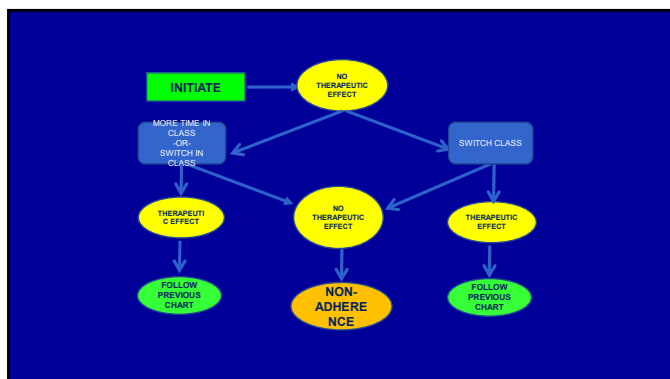 NO
THERAPEUTIC
EFFECT
INITIATE
MORE TIME IN
CLASS
-OR-
SWITCH IN
CLASS
SWITCH CLASS
THERAPEUTI
C EFFECT
NO
THERAPEUTIC
EFFECT
THERAPEUTIC
EFFECT
FOLLOW
PREVIOUS
CHART
NON-
ADHERE
NCE
FOLLOW
PREVIOUS
CHART